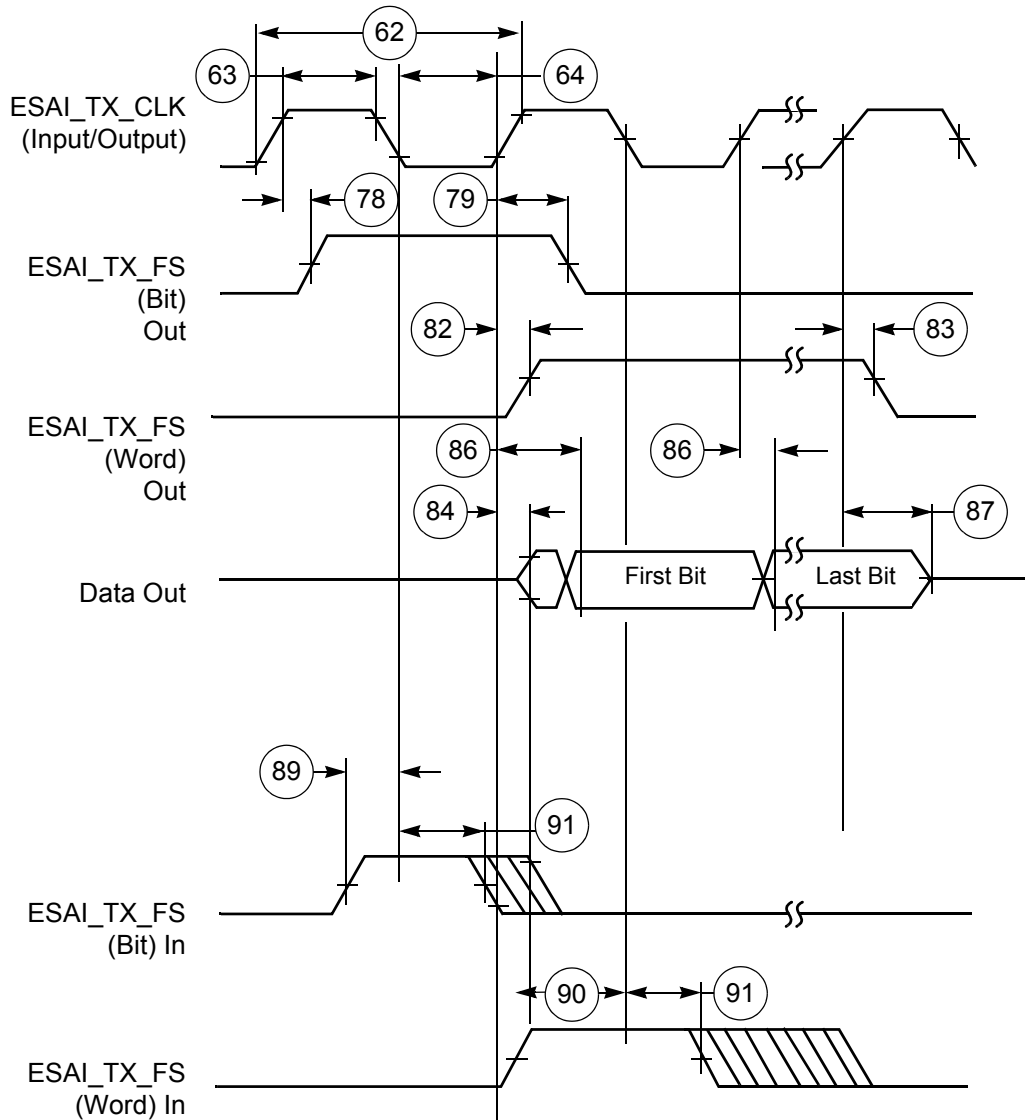 62
63
64
ESAI_TX_CLK
(Input/Output)
78
79
ESAI_TX_FS
(Bit)
Out
82
83
ESAI_TX_FS
(Word)
Out
86
86
84
87
Data Out
First Bit
Last Bit
89
91
ESAI_TX_FS
(Bit) In
90
91
ESAI_TX_FS
(Word) In